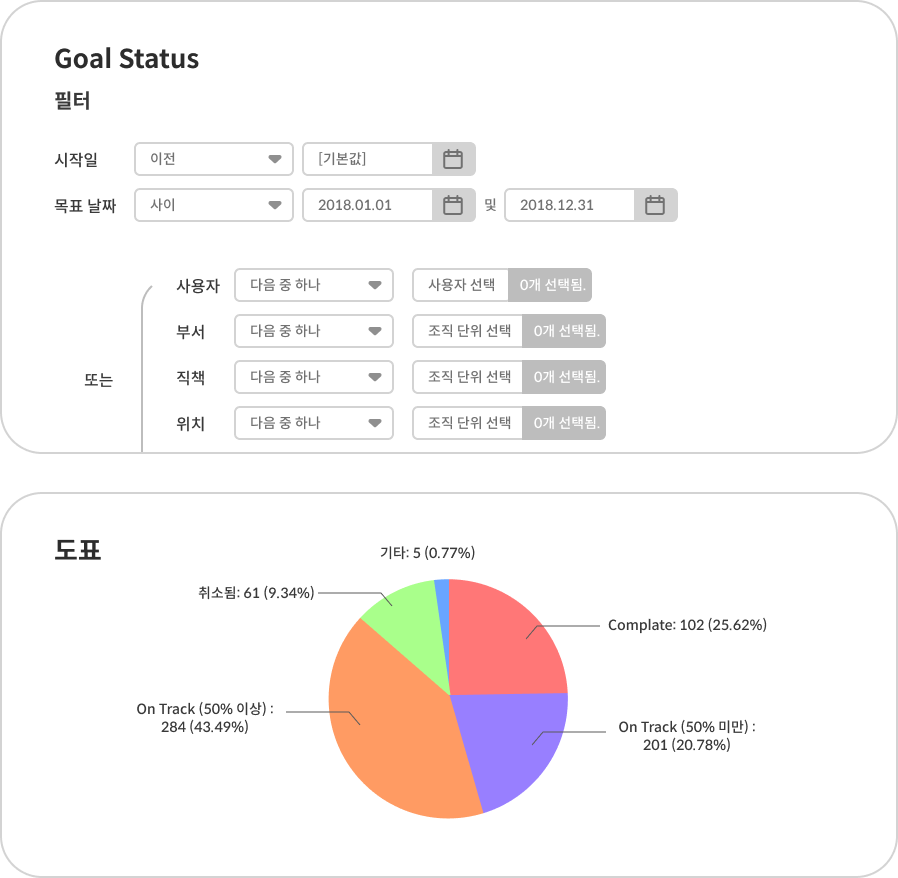 Goal Status
필터
시작일 이전 [기본값]
목표 날짜 사이 2018.01.01 및 2018.12.31
사용자 다음 중 하나 사용자 선택 0개 선택됨.
부서 다음 중 하나 조직 단위 선택 0개 선택됨.
직책 다음 중 하나 조직 단위 선택 0개 선택됨.
또는
위치 다음 중 하나 조직 단위 선택 0개 선택됨.
도표
기타: 5 (0.77%)
취소됨: 61 (9.34%)
Complate: 102 (25.62%)
On Track (50% 이상) :
284 (43.49%)
On Track (50% 미만) :
201 (20.78%)